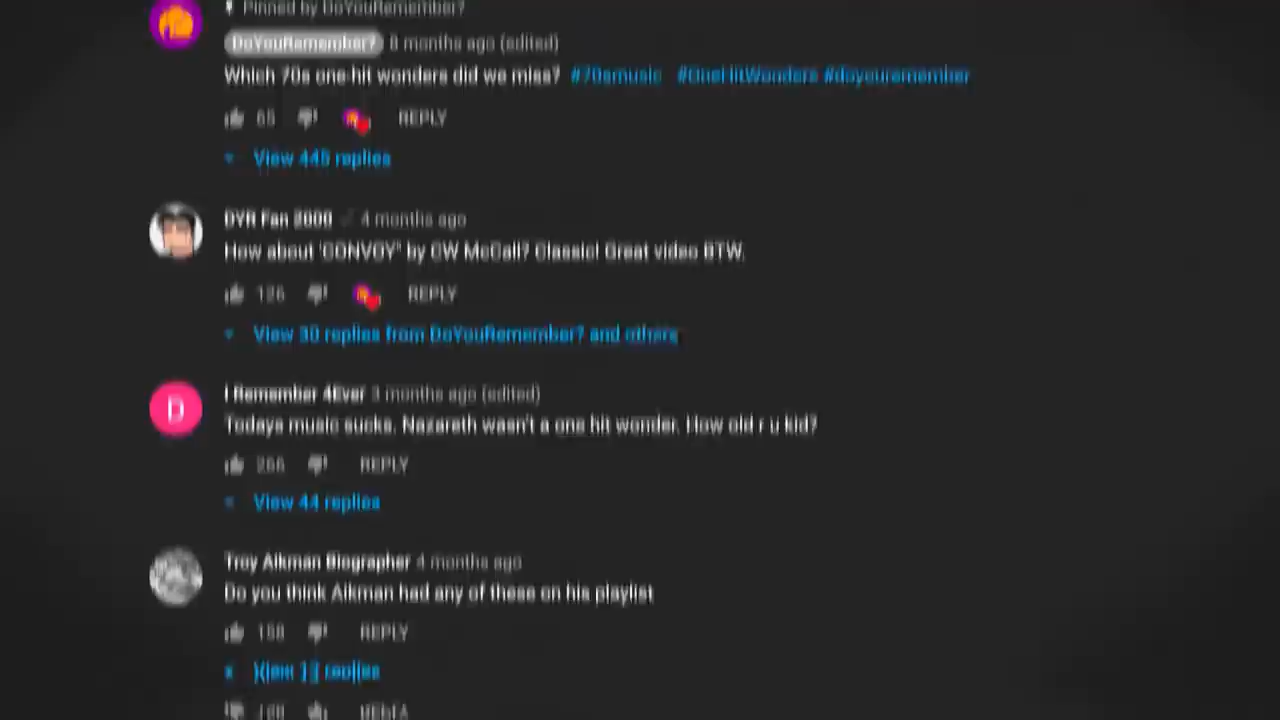 Pinned by DoYouRemember?
DoYouRemember? 8 months ago (edited)
Which 70s one hit wonders did we miss? #70smusic #OneHitWonders #doyouremember
65 REPLY
View 445 replies
DYR Fan 2000 4 months ago
How about "CONVOY" by CW McCall? Classic! Great video BTW.
126 REPLY
View 30 replies from DoYouRemember? and others
I Remember 4Ever 3 months ago (edited)
D
Todays music sucks. Nazareth wasn't a one hit wonder. How old r u kid?
266 REPLY
View 44 replies
Troy Aikman Biographer 4 months ago
Do you think Aikman had any of these on his playlist
158 REPLY
replies